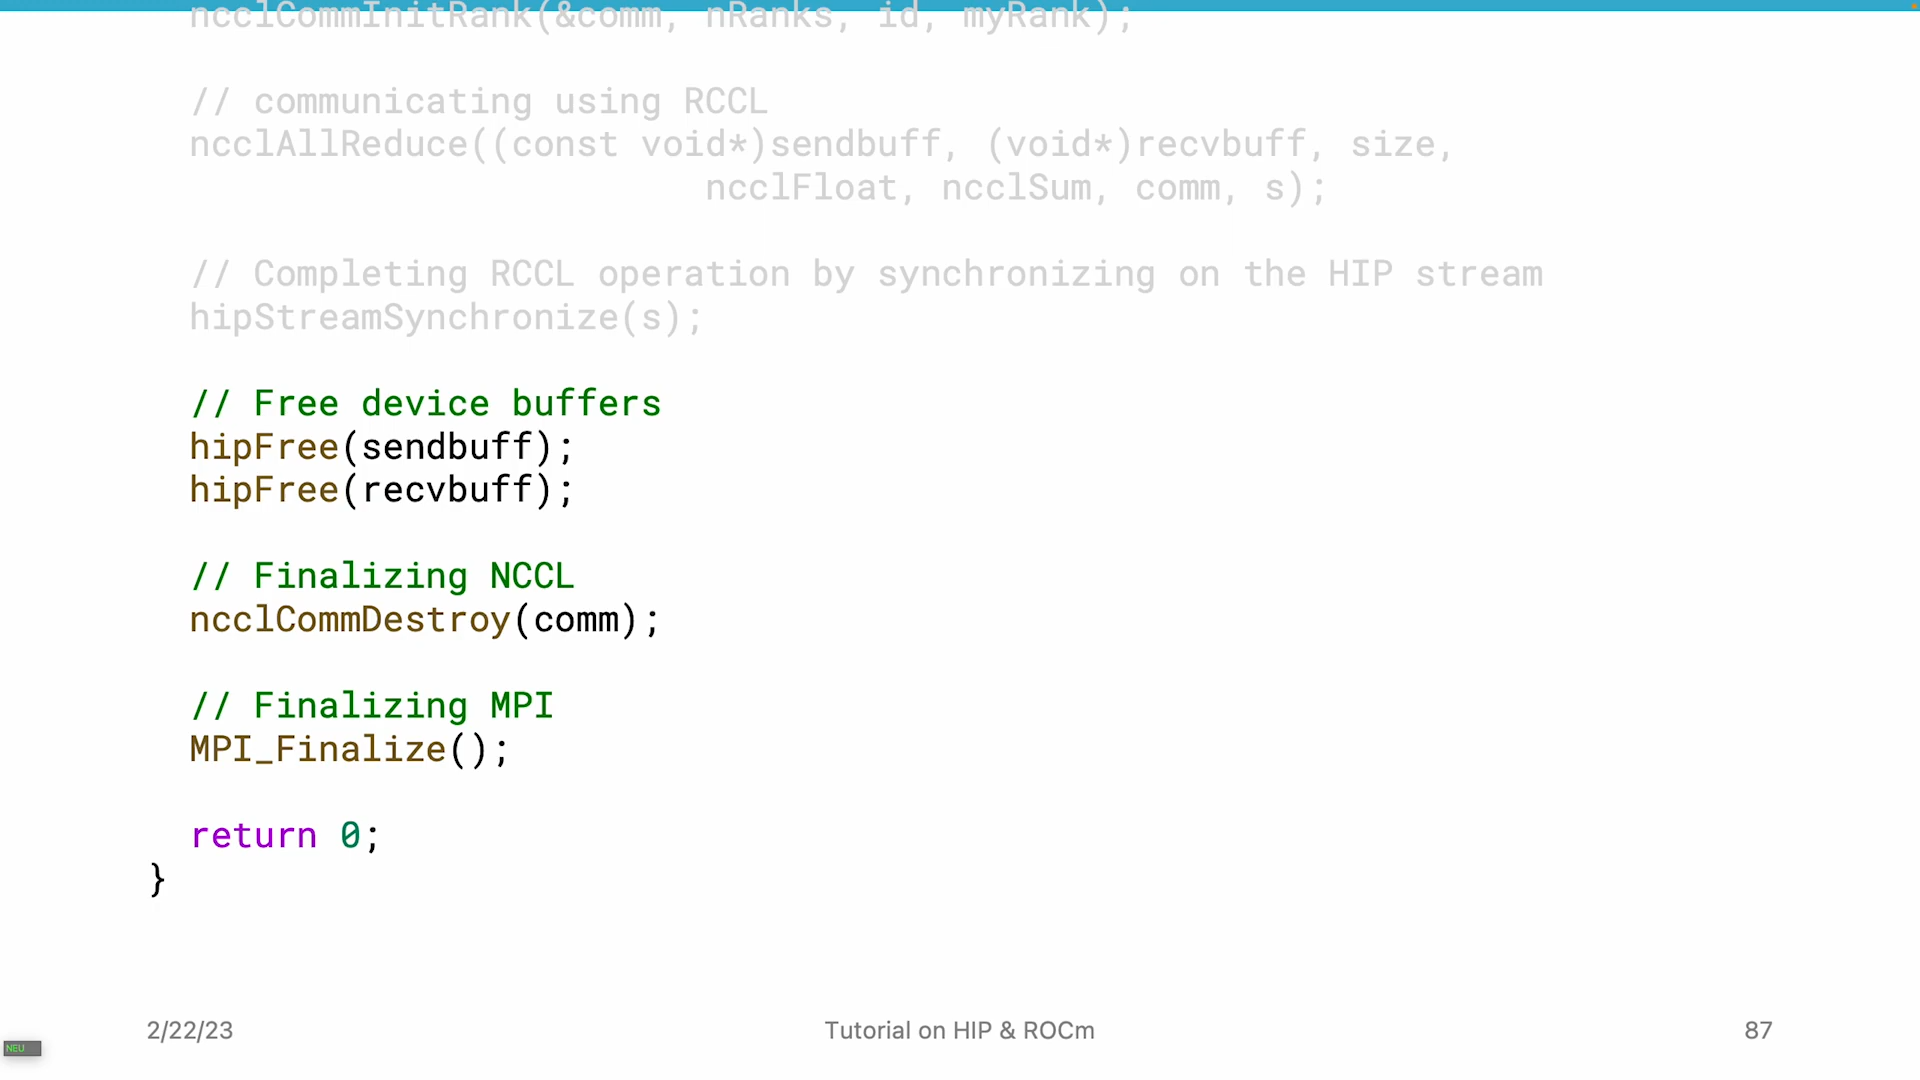 ncclCommInitRank(&comm, nRanks, id, myRank);
// communicating using RCCL
ncclAllReduce((const void*)sendbuff, (void*)recvbuff, size,
ncclFloat, ncclSum, comm, s);
// Completing RCCL operation by synchronizing on the HIP stream
hipStreamSynchronize(s);
// Free device buffers
hipFree(sendbuff);
hipFree(recvbuff);
// Finalizing NCCL
ncclCommDestroy(comm);
// Finalizing MPI
MPI_Finalize();
return 0;
}
2/22/23
Tutorial on HIP & ROCm
87
NEU